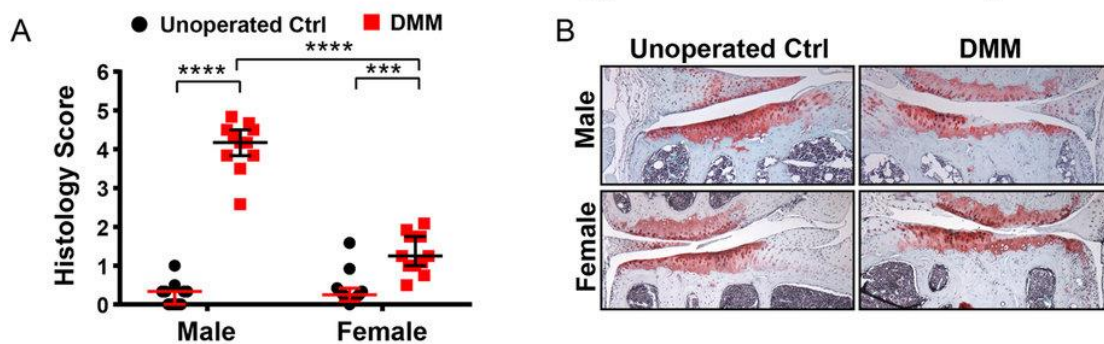 A
Unoperated Ctrl DMM
****
**** ***
Histology Score
6
5
4
3
2
1
0
Male Female
B
Unoperated Ctrl DMM
Male
Female